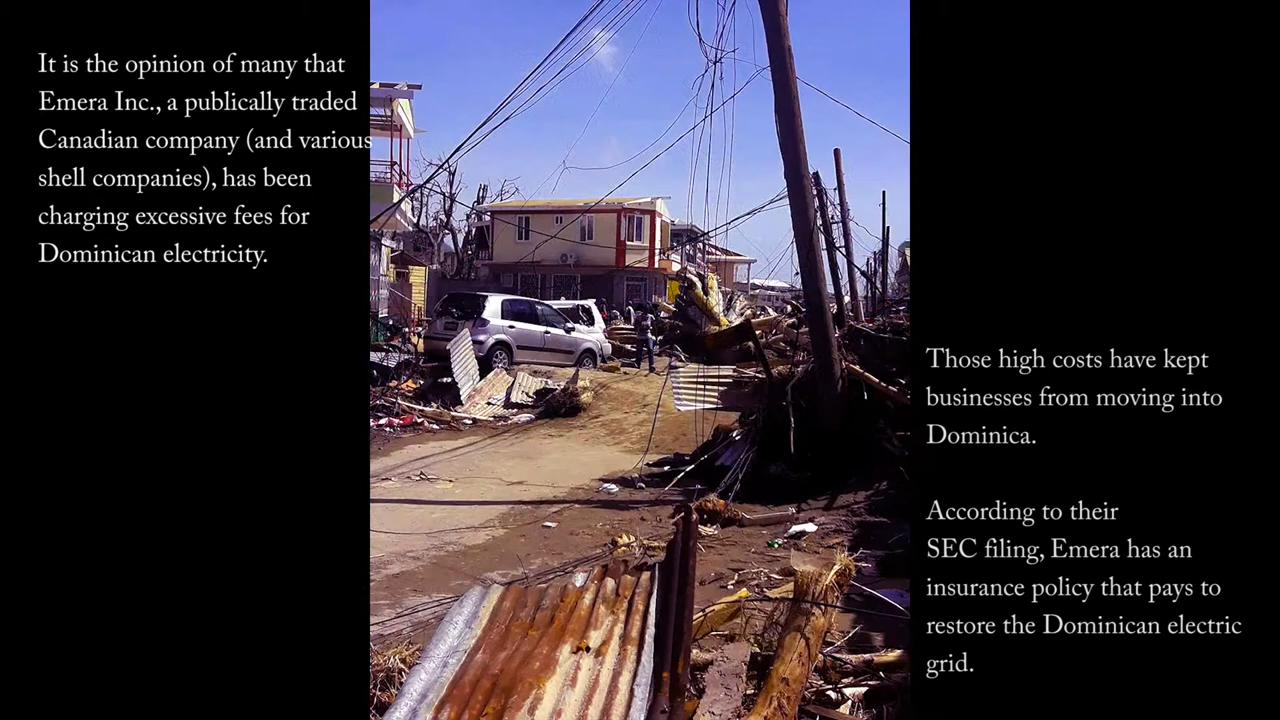 It is the opinion of many that
Emera Inc., a publically traded
Canadian company (and various
shell companies), has been
charging excessive fees for
Dominican electricity.
Those high costs have kept
businesses from moving into
Dominica.
According to their
SEC filing, Emera has an
insurance policy that pays to
restore the Dominican electric
grid.